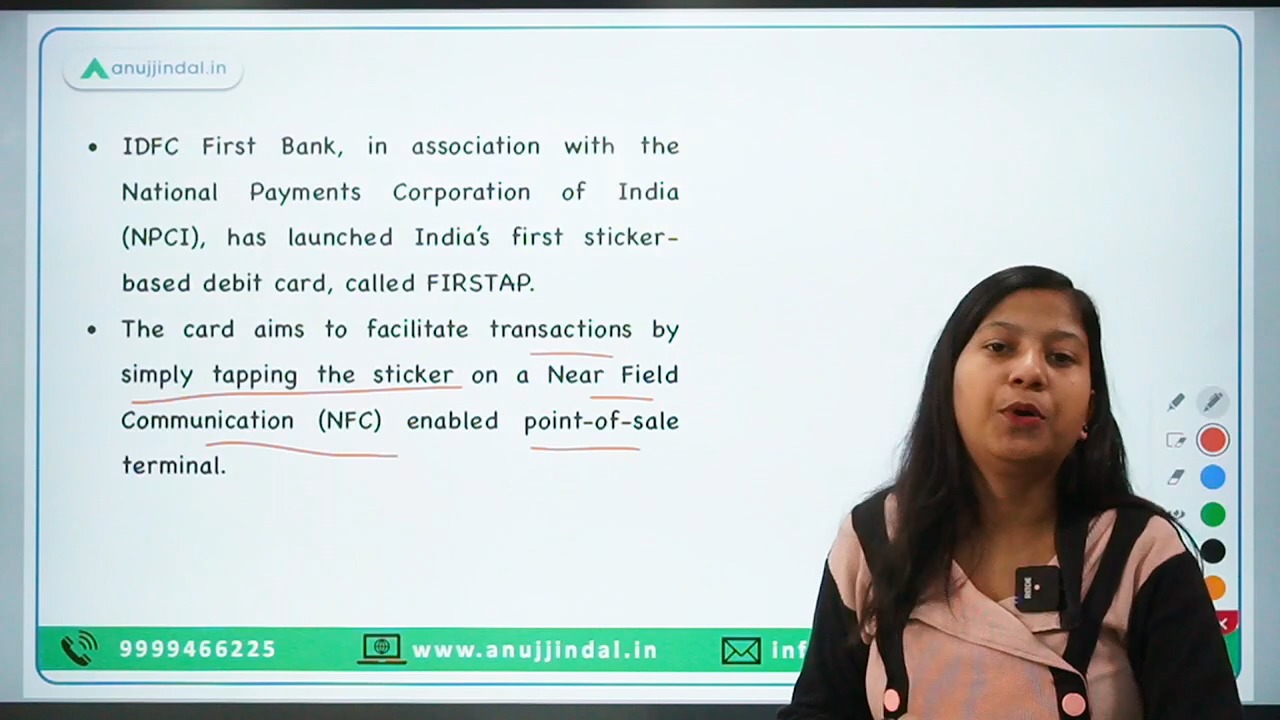 anujjindal.in
• IDFC First Bank, in association with the
National Payments Corporation of India
(NPCI), has launched India's first sticker-
based debit card, called FIRSTAP.
• The card aims to facilitate transactions by
simply tapping the sticker on a Near Field
Communication (NFC) enabled point-of-sale
terminal.
9999466225 www.anujjindal.in inf
RODE